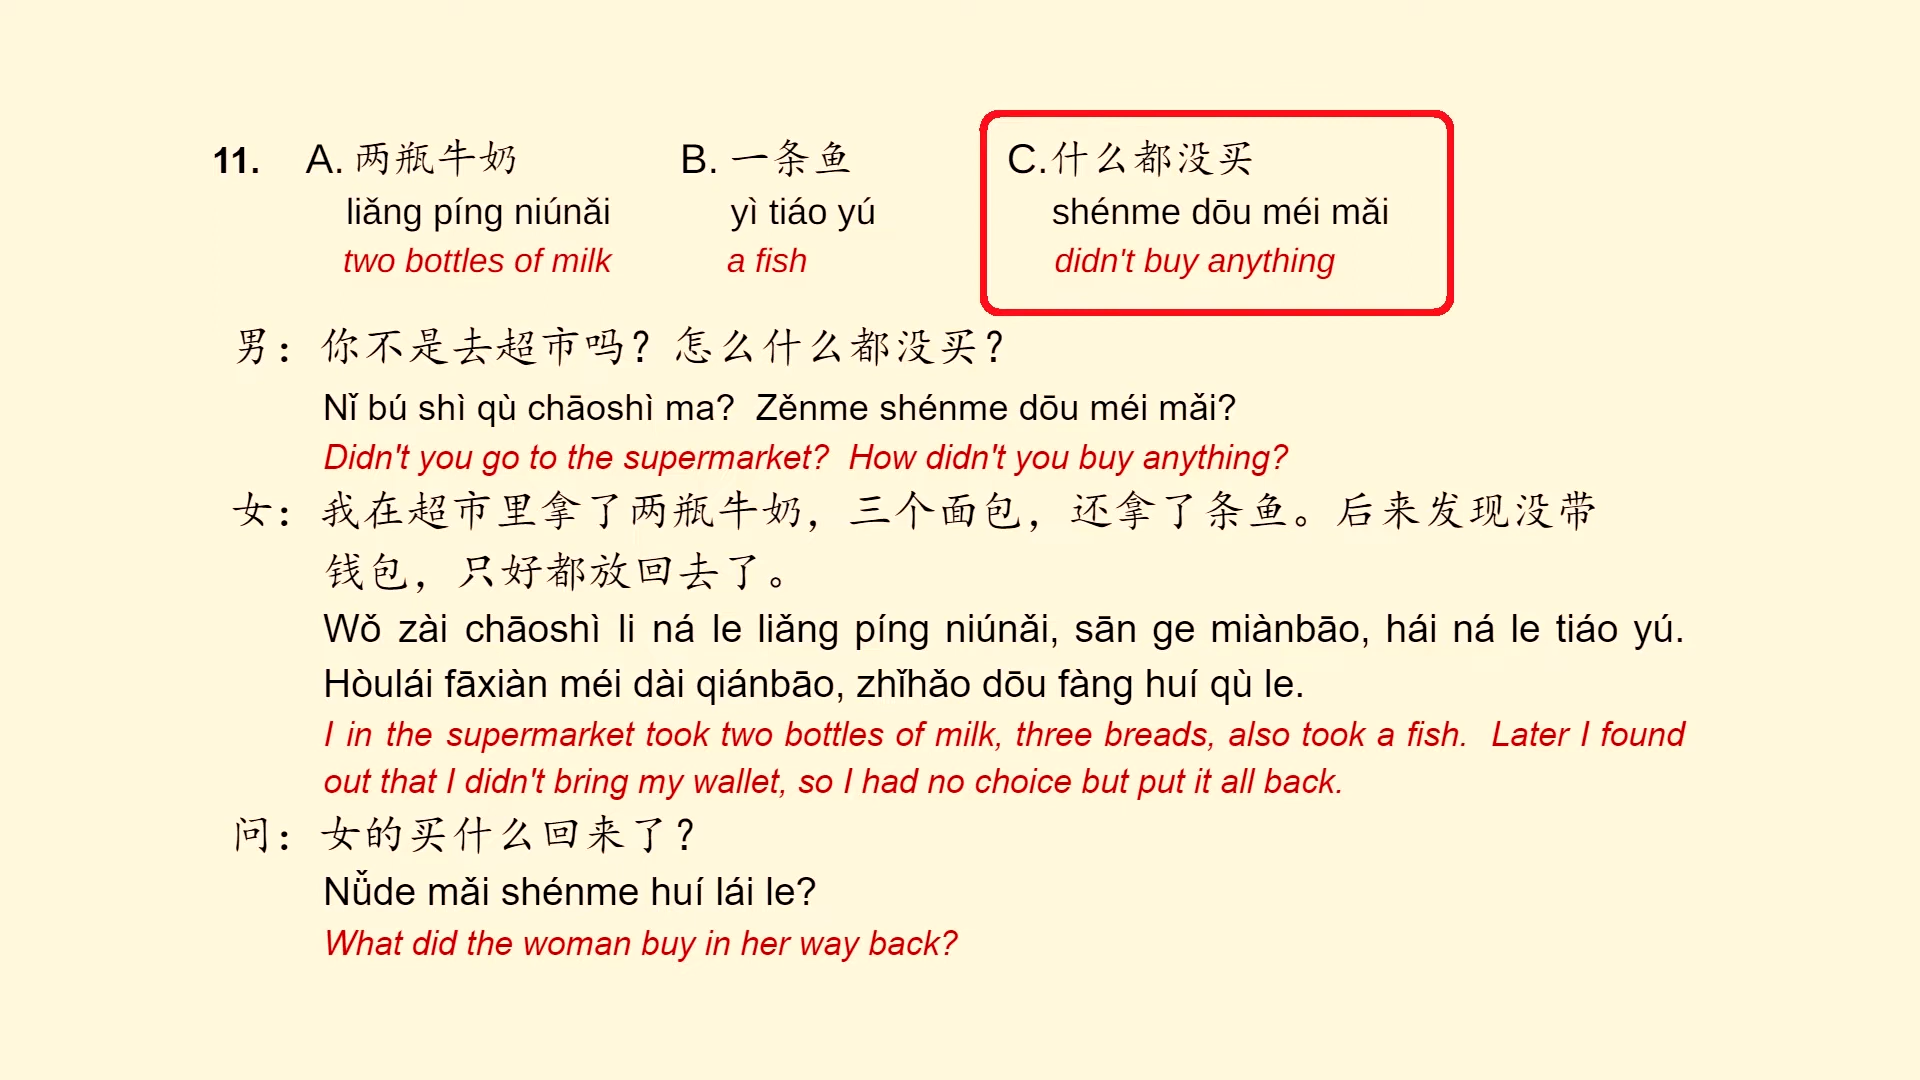 11. A. 两瓶牛奶 B. 一条鱼 C.什么都没买
liǎng píng niúnǎi yì tiáo yú shénme dōu méi mǎi
two bottles of milk a fish didn't buy anything
男：你不是去超市吗？怎么什么都没买？
Nǐ bú shì qù chāoshì ma? Zěnme shénme dōu méi mǎi?
Didn't you go to the supermarket? How didn't you buy anything?
女：我在超市里拿了两瓶牛奶，三个面包，还拿了条鱼。后来发现没带
钱包，只好都放回去了。
Wǒ zài chāoshì li ná le liǎng píng niúnǎi, sān ge miànbāo, hái ná le tiáo yú.
Hòulái fāxiàn méi dài qiánbāo, zhǐhǎo dōu fàng huí qù le.
I in the supermarket took two bottles of milk, three breads, also took a fish. Later I found
out that I didn't bring my wallet, so I had no choice but put it all back.
问：女的买什么回来了？
Nǚde mǎi shénme huí lái le?
What did the woman buy in her way back?